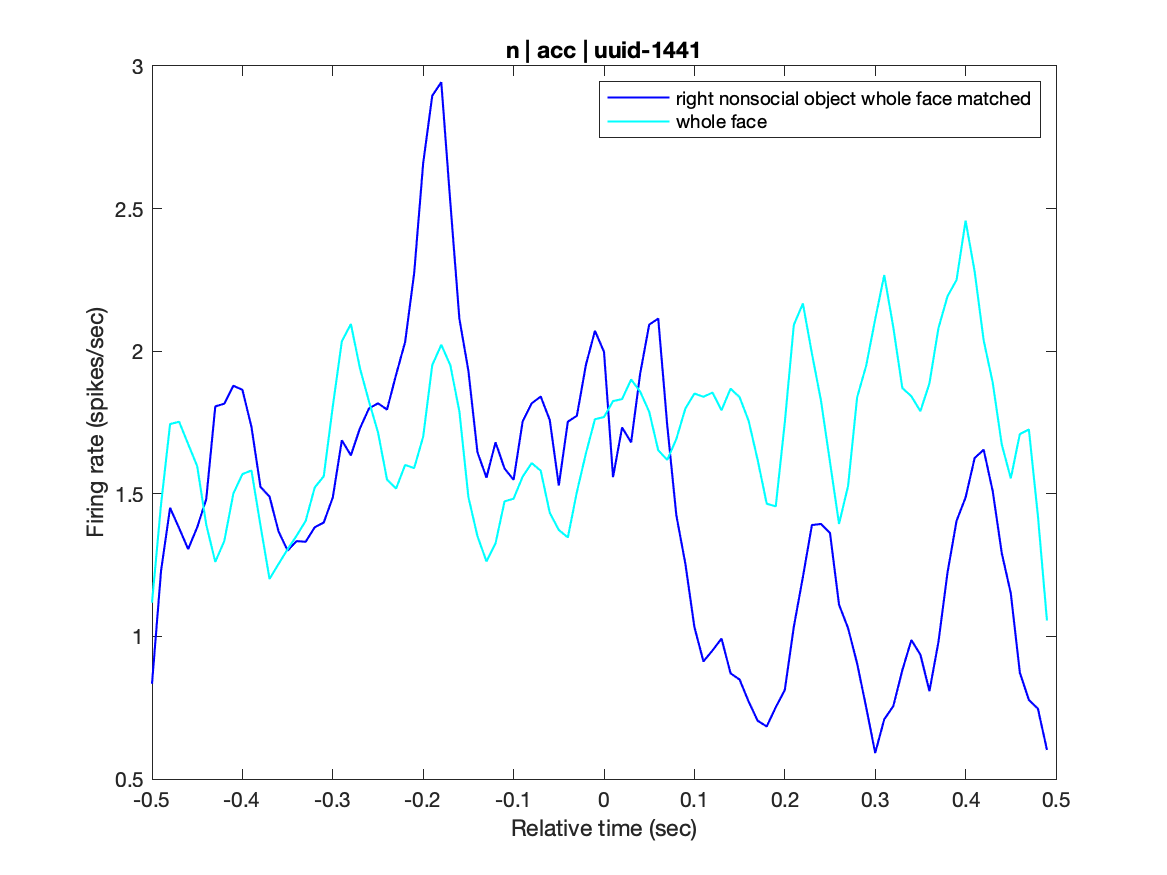 n | acc | uuid-1441
right nonsocial object whole face matched
whole face
3
2.5
2
1.5
1
0.5
Firing rate (spikes/sec)
-0.5 -0.4 -0.3 -0.2 -0.1 0 0.1 0.2 0.3 0.4 0.5
Relative time (sec)